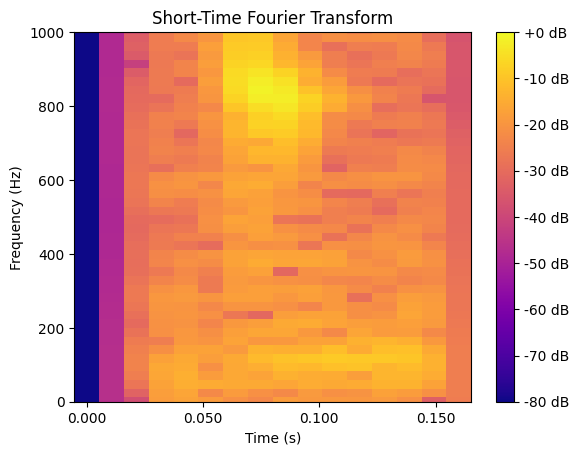 Short-Time Fourier Transform
1000
800
600
400
200
0
Frequency (Hz)
0.000
0.050
0.100
0.150
Time (s)
+0 dB
-10 dB
-20 dB
-30 dB
-40 dB
-50 dB
-60 dB
-70 dB
-80 dB